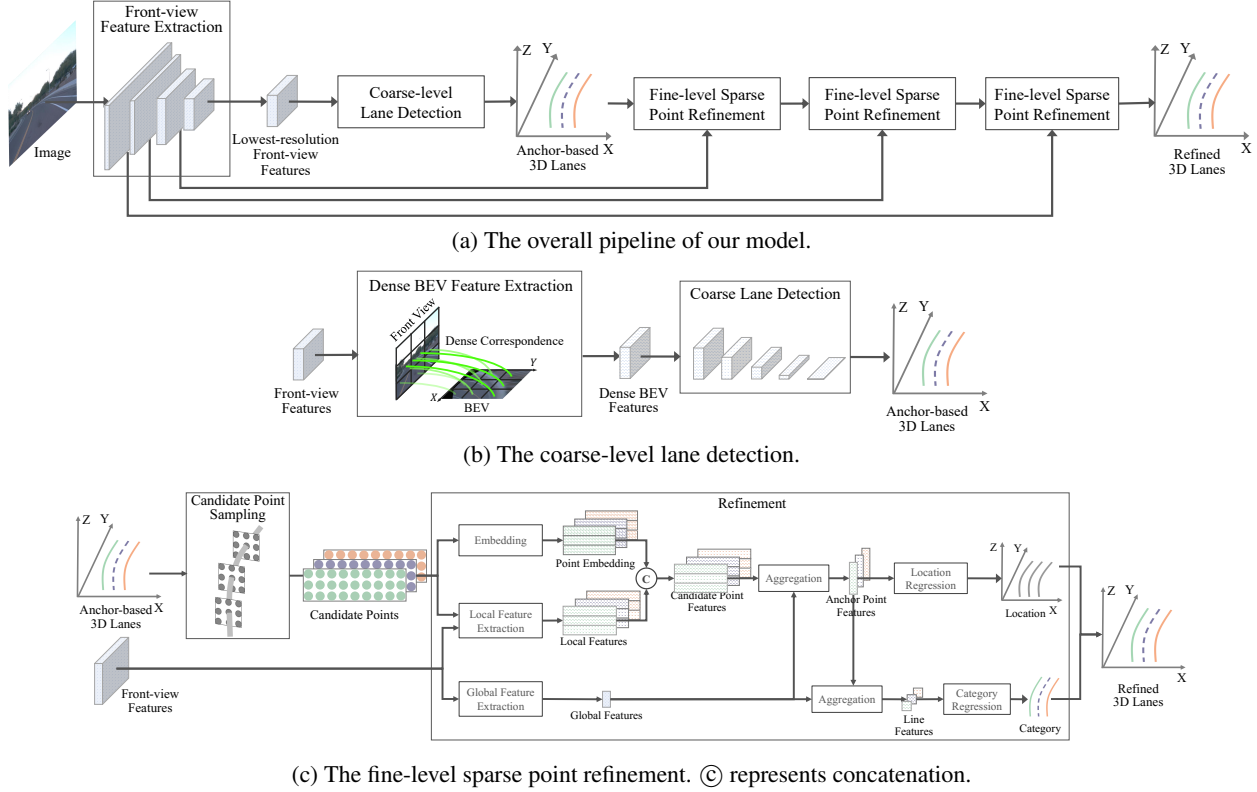 Front-view
Feature Extraction
Image
Lowest-resolution
Front-view
Features
Coarse-level
Lane Detection
Z
Y
X
Anchor-based
3D Lanes
Fine-level Sparse
Point Refinement
Fine-level Sparse
Point Refinement
Fine-level Sparse
Point Refinement
Z
Y
X
Refined
3D Lanes
(a) The overall pipeline of our model.
Front-view
Features
Dense BEV Feature Extraction
Front View
Dense Correspondence
Y
X
BEV
Dense BEV
Features
Coarse Lane Detection
Z
Y
X
Anchor-based
3D Lanes
(b) The coarse-level lane detection.
Z
Y
X
Anchor-based
3D Lanes
Front-view
Features
Candidate Point
Sampling
Candidate Points
Refinement
Embedding
Point Embedding
Local Feature
Extraction
Local Features
C
Candidate Point
Features
Aggregation
Anchor Point
Features
Location
Regression
Z
Y
X
Location
Global Feature
Extraction
Global Features
Aggregation
Line
Features
Category
Regression
Category
Z
Y
X
Refined
3D Lanes
(c) The fine-level sparse point refinement. Ⓒ represents concatenation.